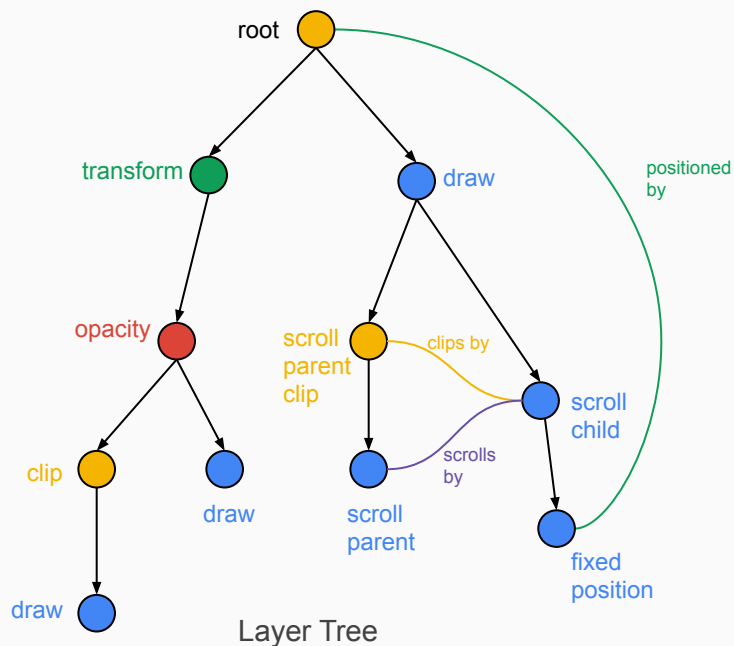 root
transform
draw
positioned
by
opacity
scroll
parent
clip
clips by
scroll
child
clip
draw
scrolls
by
scroll
parent
fixed
position
draw
Layer Tree